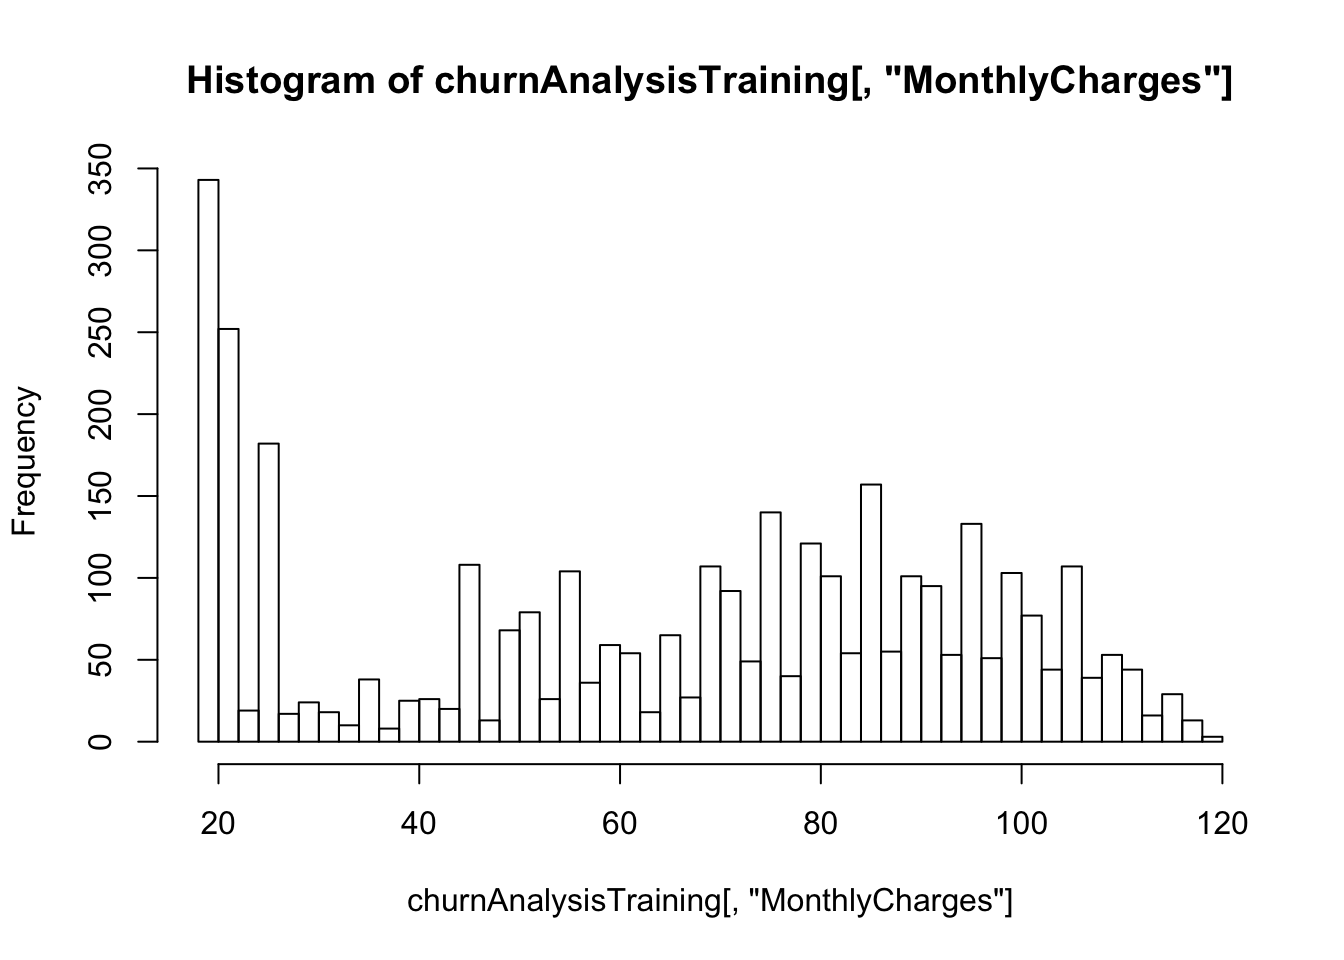 Histogram of churnAnalysisTraining[, "MonthlyCharges"]
Frequency
350
300
250
200
150
100
50
0
20 40 60 80 100 120
churnAnalysisTraining[, "MonthlyCharges"]